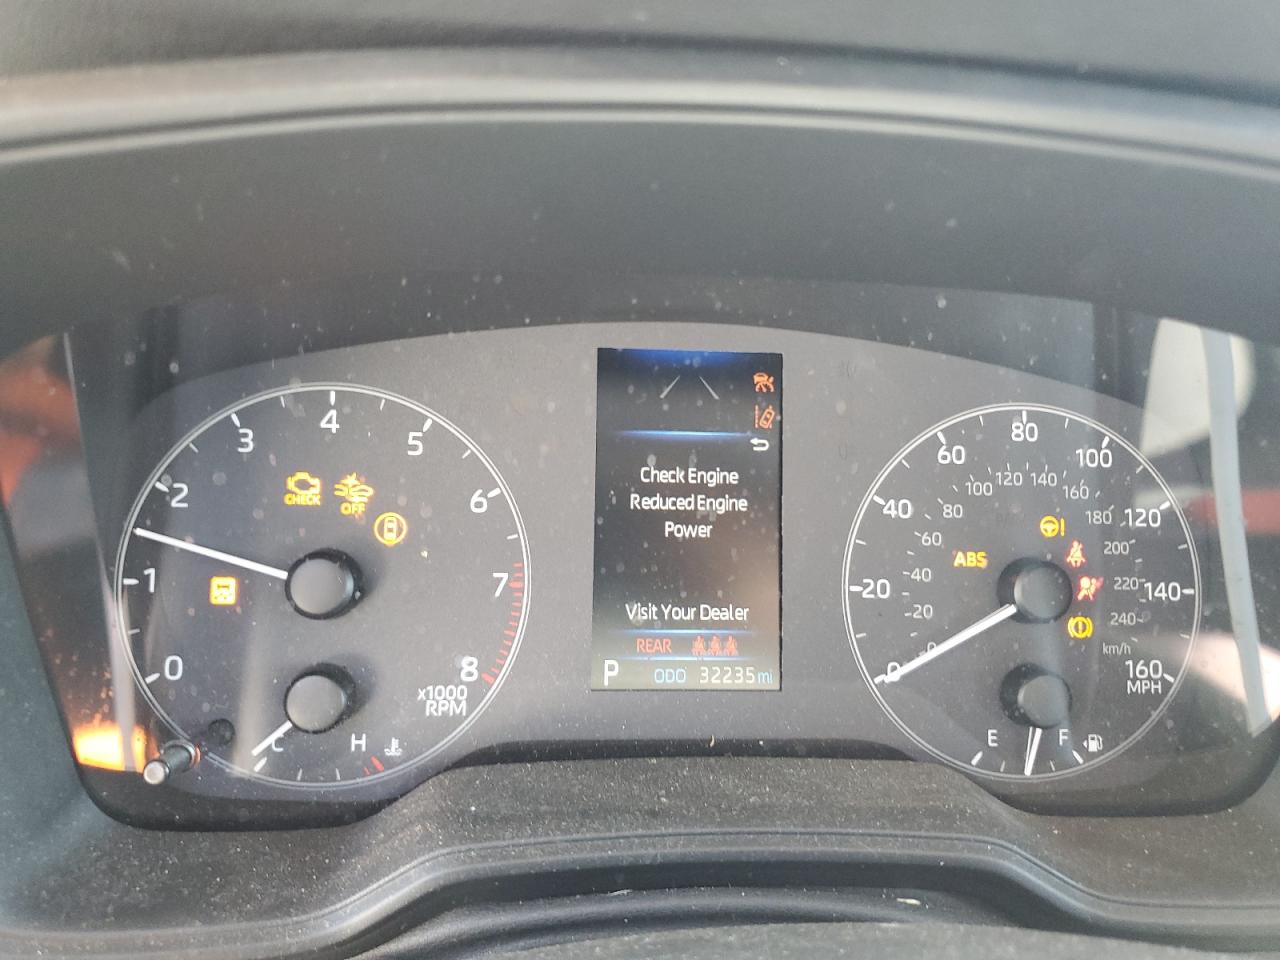 4
3
5
2
6
1
7
0
8
x1000
RPM
CHECK
OFF
C
H
Check Engine
Reduced Engine
Power
Visit Your Dealer
REAR
P
ODO 32235 mi
80
60
100
40
120
20
140
0
160
MPH
120 140
100
160
80
180
60
200
40
220
20
240
0
km/h
ABS
E
F